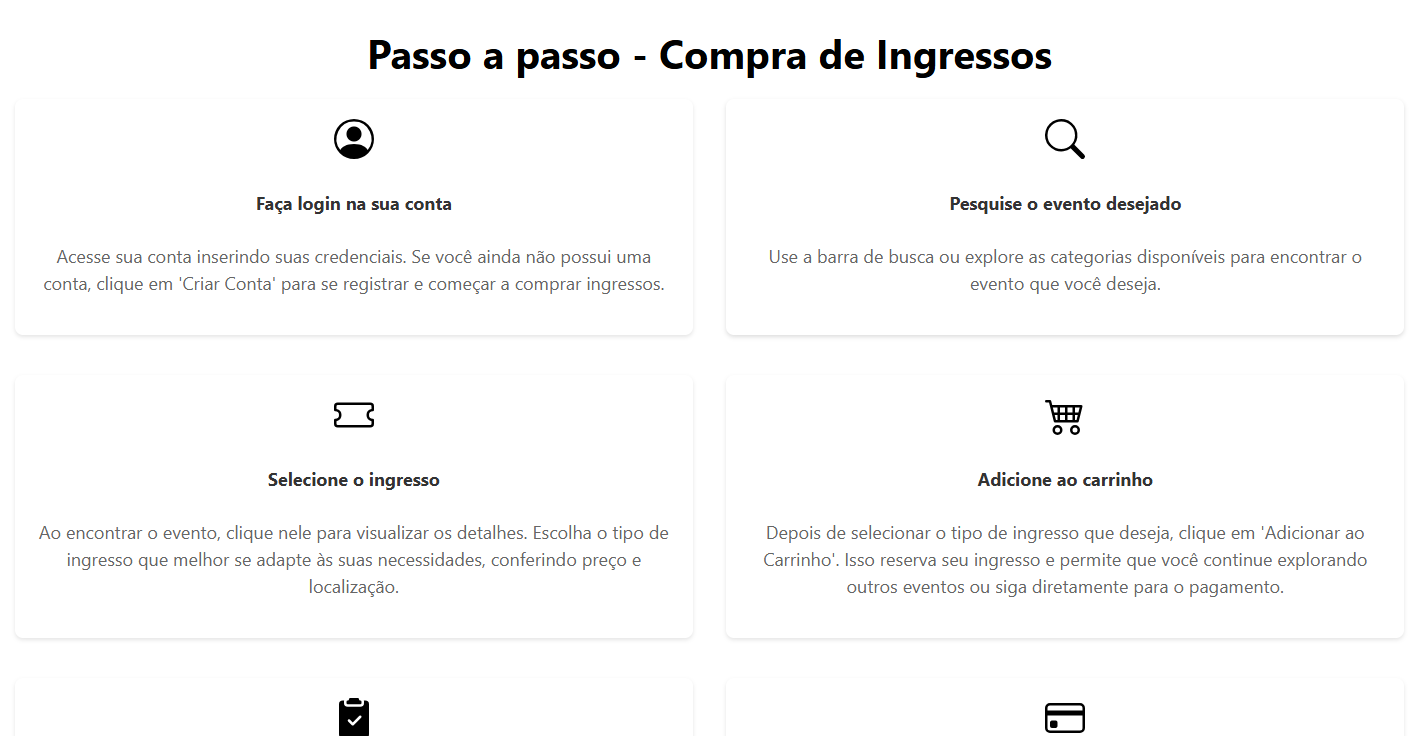 Passo a passo - Compra de Ingressos
Faça login na sua conta
Acesse sua conta inserindo suas credenciais. Se você ainda não possui uma
conta, clique em 'Criar Conta' para se registrar e começar a comprar ingressos.
Pesquise o evento desejado
Use a barra de busca ou explore as categorias disponíveis para encontrar o
evento que você deseja.
Selecione o ingresso
Ao encontrar o evento, clique nele para visualizar os detalhes. Escolha o tipo de
ingresso que melhor se adapte às suas necessidades, conferindo preço e
localização.
Adicione ao carrinho
Depois de selecionar o tipo de ingresso que deseja, clique em 'Adicionar ao
Carrinho'. Isso reserva seu ingresso e permite que você continue explorando
outros eventos ou siga diretamente para o pagamento.